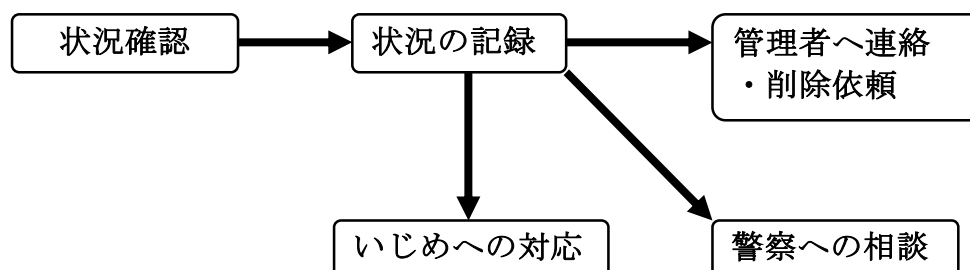 状況確認
状況の記録
管理者へ連絡
・削除依頼
いじめへの対応
警察への相談